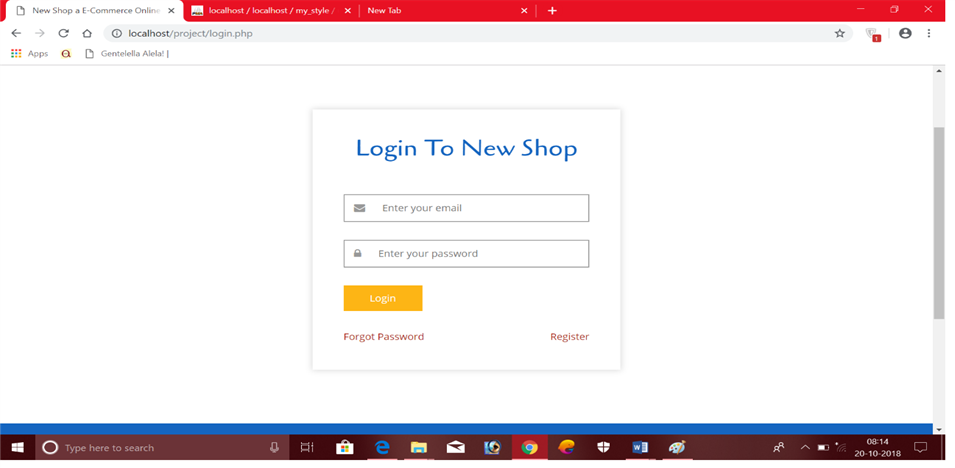 New Shop a E-Commerce Online
localhost / localhost / my_style /
New Tab
localhost/project/login.php
1
Apps
Gentelella Alela! |
Login To New Shop
Enter your email
Enter your password
Login
Forgot Password
Register
Type here to search
08:14
20-10-2018